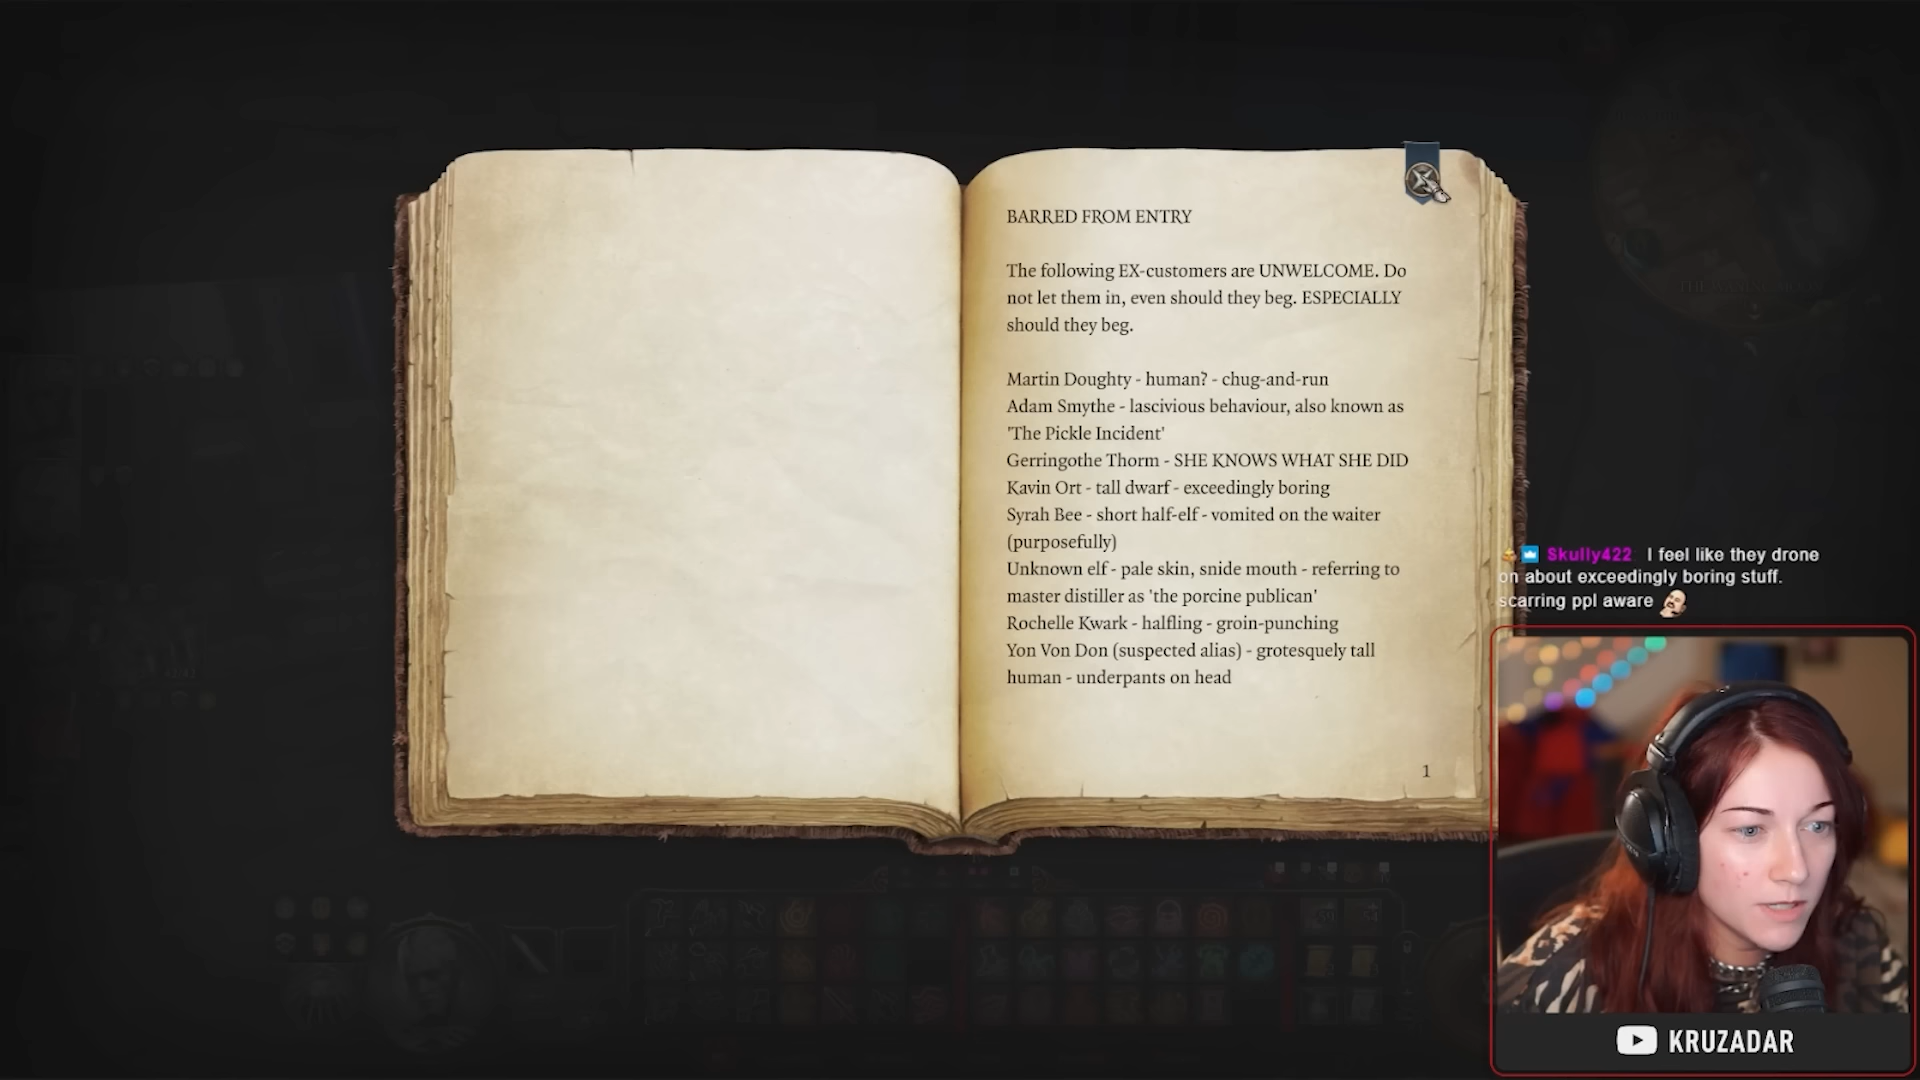 BARRED FROM ENTRY
The following EX-customers are UNWELCOME. Do
not let them in, even should they beg. ESPECIALLY
should they beg.
Martin Doughty - human? - chug-and-run
Adam Smythe - lascivious behaviour, also known as
'The Pickle Incident'
Gerringothe Thorm - SHE KNOWS WHAT SHE DID
Kavin Ort - tall dwarf - exceedingly boring
Syrah Bee - short half-elf - vomited on the waiter
(purposefully)
Unknown elf - pale skin, snide mouth - referring to
master distiller as 'the porcine publican'
Rochelle Kwark - halfling - groin-punching
Yon Von Don (suspected alias) - grotesquely tall
human - underpants on head
1
Skully422 I feel like they drone
on about exceedingly boring stuff.
scarring ppl aware
KRUZADAR